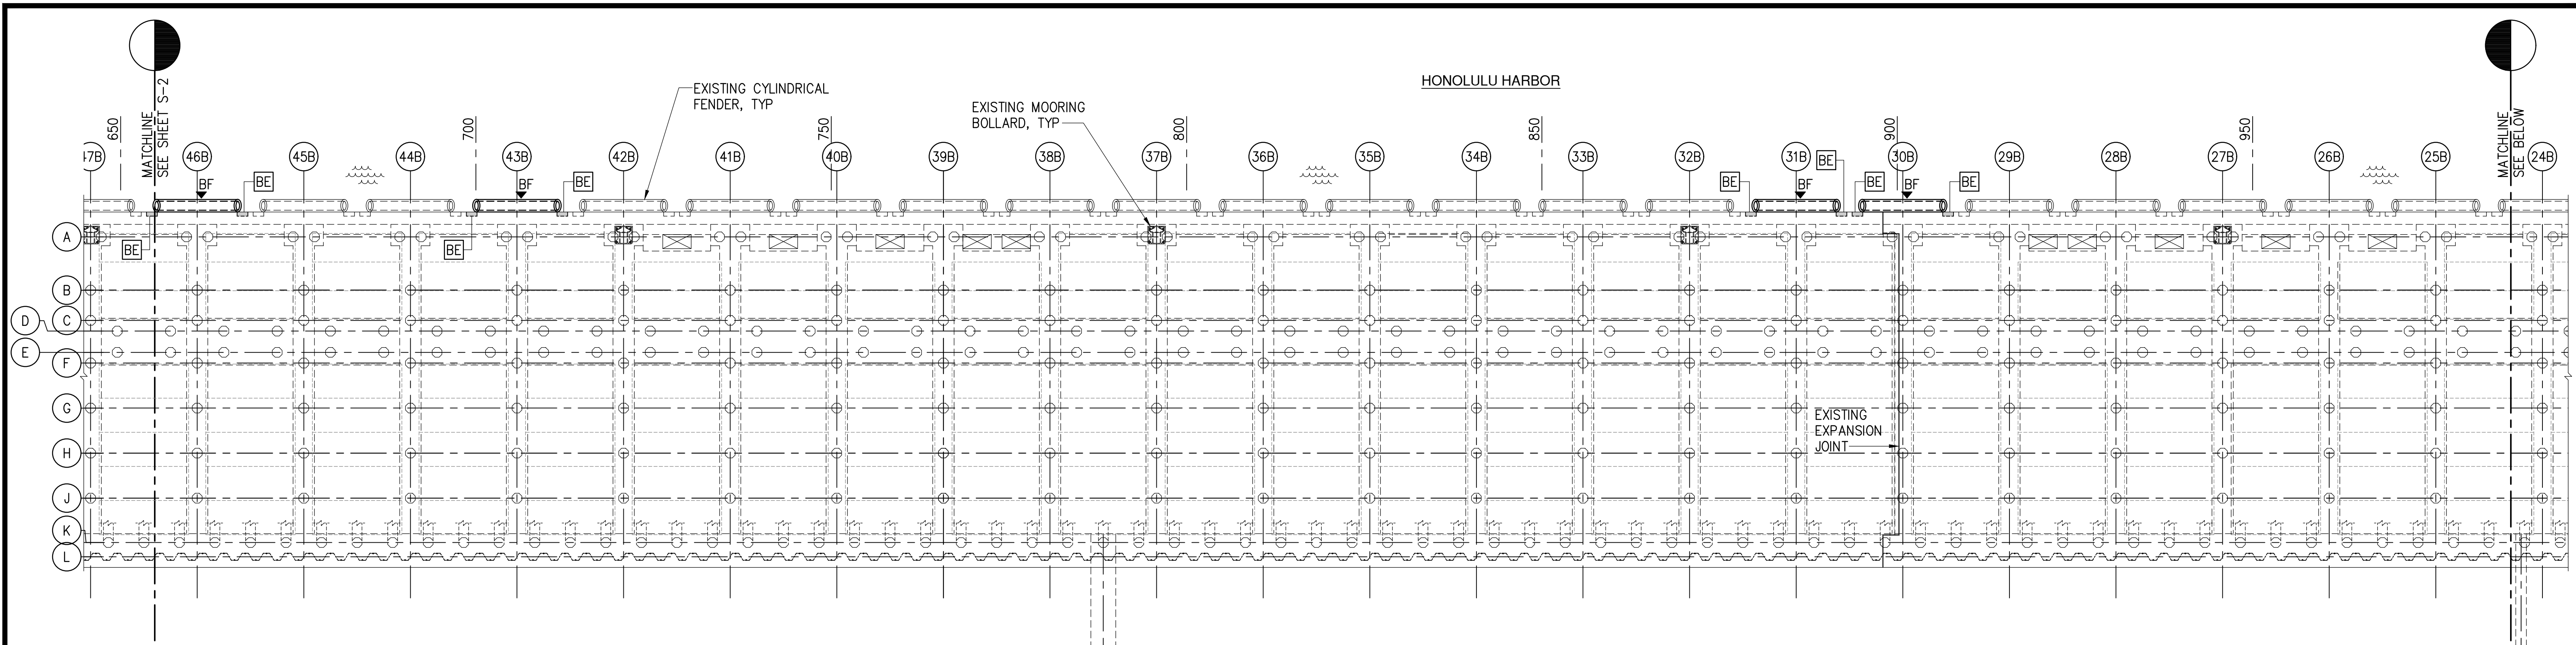 HONOLULU HARBOR
MATCHLINE
SEE SHEET S-2
EXISTING CYLINDRICAL
FENDER, TYP
EXISTING MOORING
BOLLARD, TYP
MATCHLINE
SEE BELOW
650
700
750
800
850
900
950
47B
46B
45B
44B
43B
42B
41B
40B
39B
38B
37B
36B
35B
34B
33B
32B
31B
30B
29B
28B
27B
26B
25B
24B
BF
BE
BF
BE
BE
BF
BE
BE
BF
BE
BE
BE
A
B
C
D
E
F
G
H
J
K
L
EXISTING
EXPANSION
JOINT